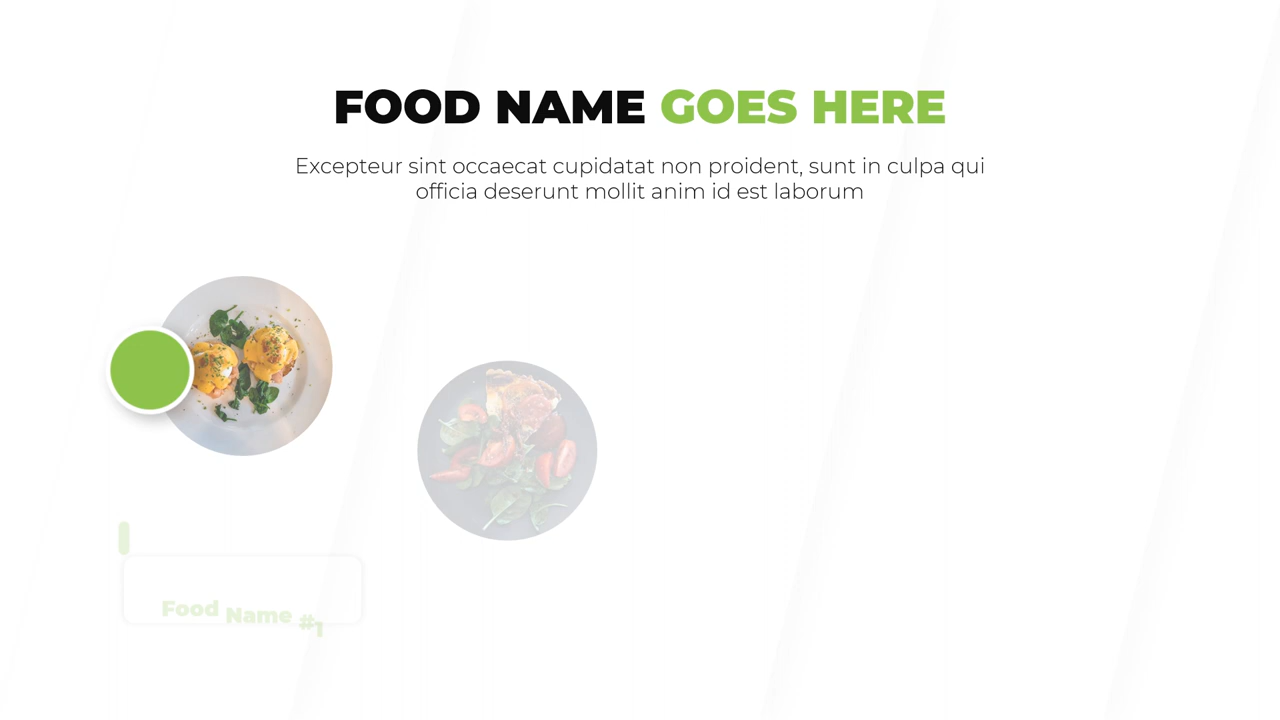 FOOD NAME GOES HERE
Excepteur sint occaecat cupidatat non proident, sunt in culpa qui
officia deserunt mollit anim id est laborum
Food Name #1